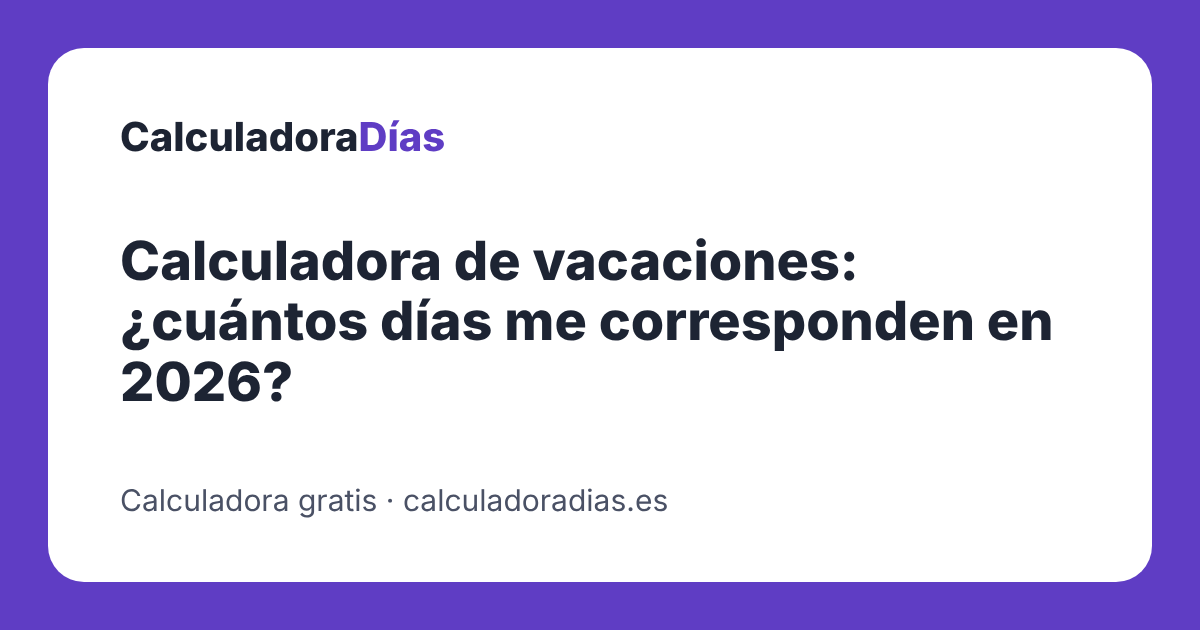 CalculadoraDías
Calculadora de vacaciones:
¿cuántos días me corresponden en
2026?
Calculadora gratis · calculadoradias.es